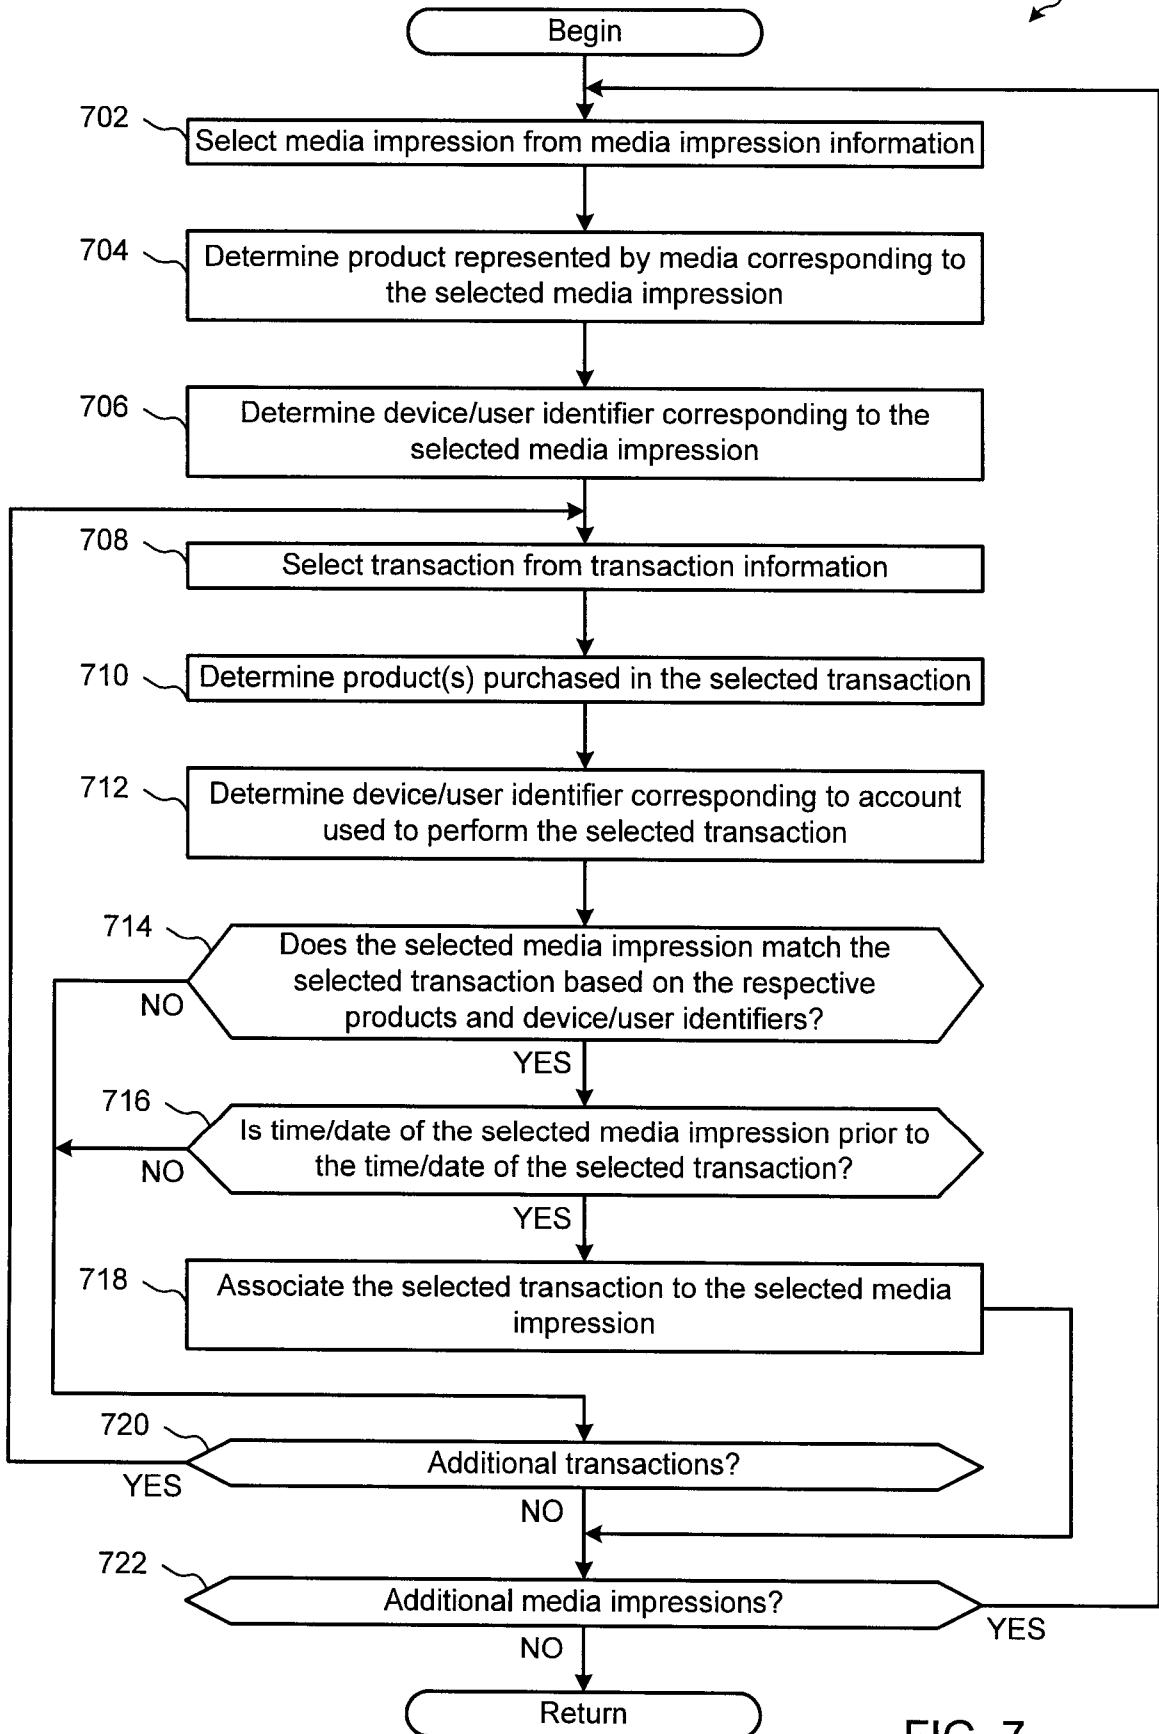 Begin
702
Select media impression from media impression information
704
Determine product represented by media corresponding to
the selected media impression
706
Determine device/user identifier corresponding to the
selected media impression
708
Select transaction from transaction information
710
Determine product(s) purchased in the selected transaction
712
Determine device/user identifier corresponding to account
used to perform the selected transaction
714
Does the selected media impression match the
selected transaction based on the respective
products and device/user identifiers?
NO
YES
716
Is time/date of the selected media impression prior to
the time/date of the selected transaction?
NO
YES
718
Associate the selected transaction to the selected media
impression
720
Additional transactions?
YES
NO
722
Additional media impressions?
YES
NO
Return
FIG. 7